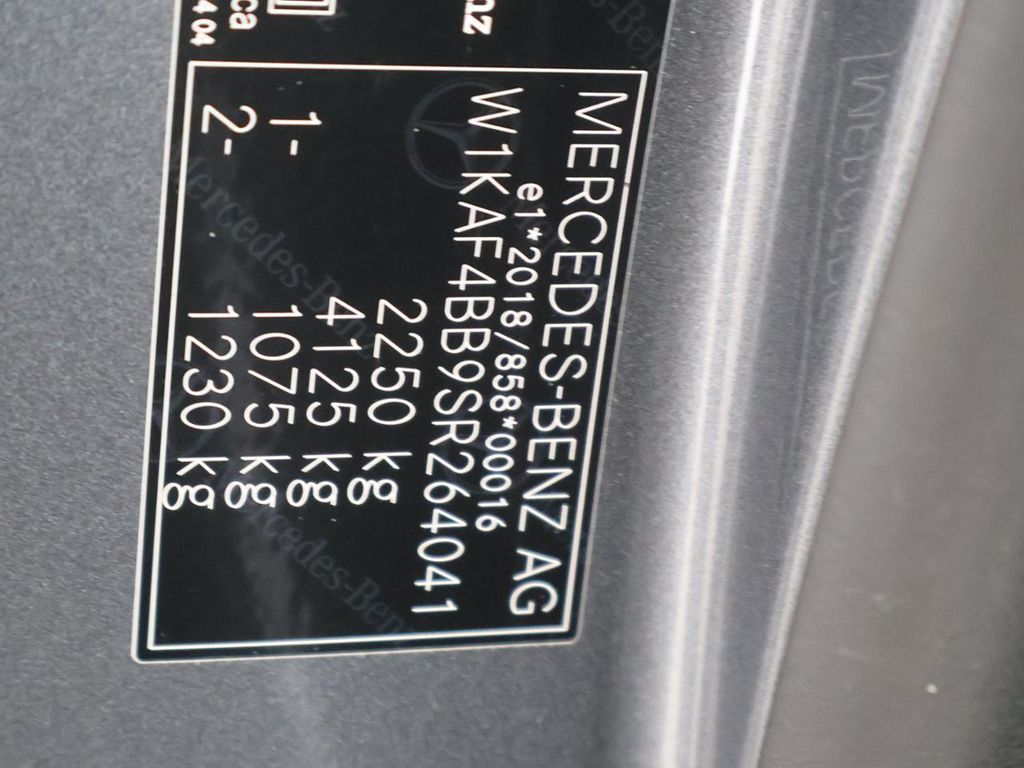 MERCEDES-BENZ AG
e1*2018/858*00016
W1KAF4BB9SR264041
2250 kg
4125 kg
1- 1075 kg
2- 1230 kg